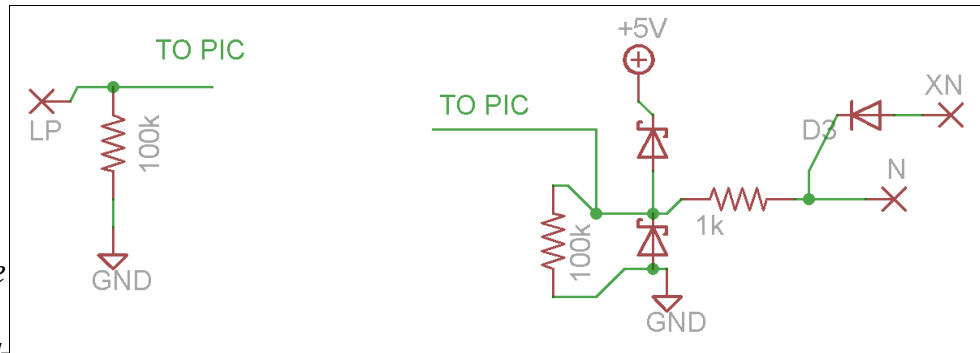 TO PIC
LP
100k
GND
+5V
TO PIC
XN
D3
N
1k
100k
GND
e